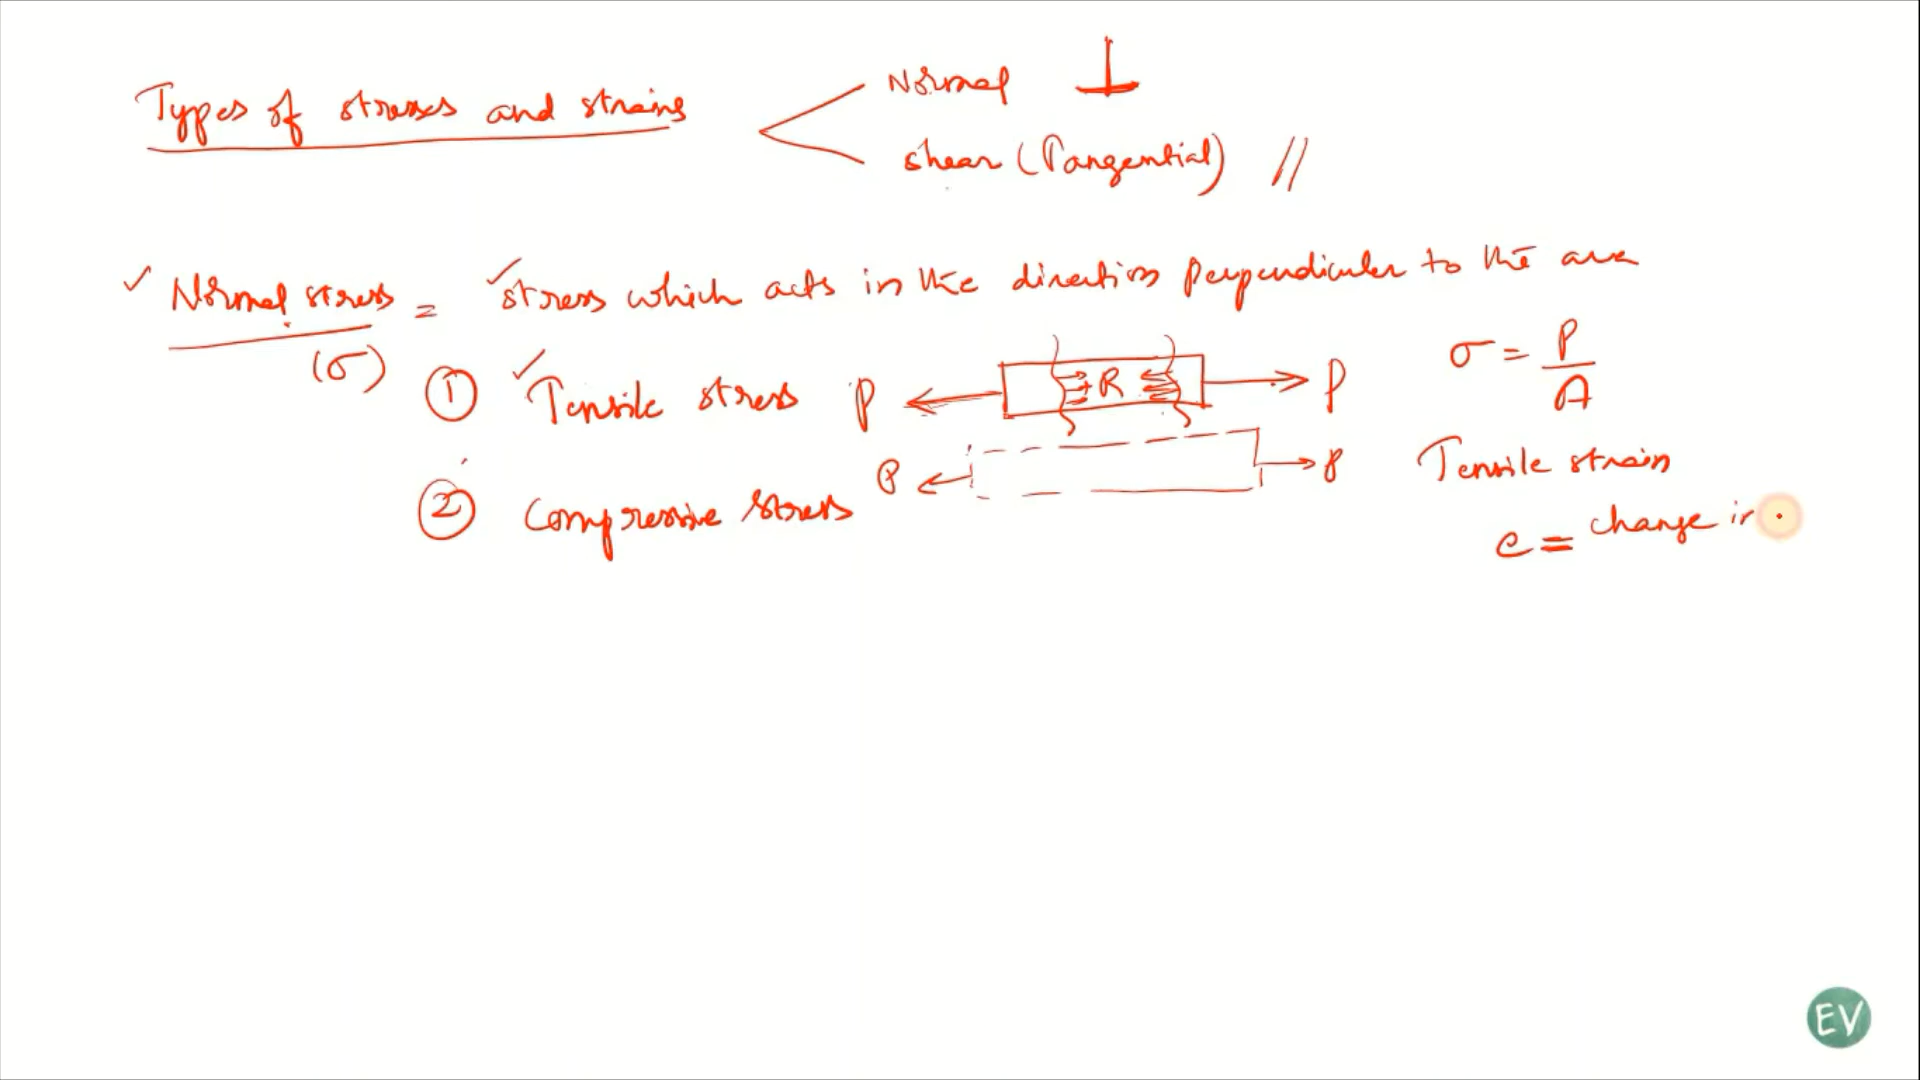 Types of stresses and strains
Normal ⊥
shear (Tangential) //
Normal stress = stress which acts in the direction perpendicular to the area
(σ)
① Tensile stress P R P σ = P/A
② Compressive stress P P Tensile strain
e = change in
EV